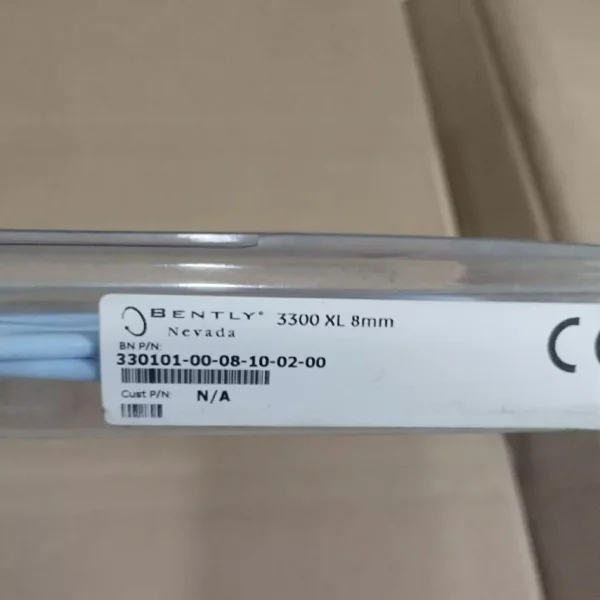 BENTLY® 3300 XL 8mm
Nevada
BN P/N:
330101-00-08-10-02-00
Cust P/N: N/A
CE